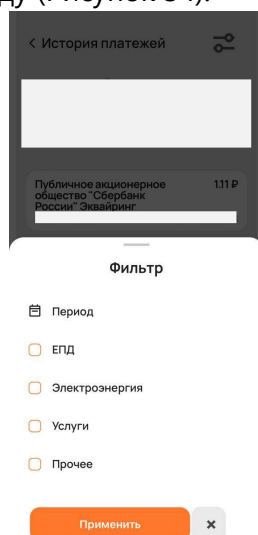 ду (Рисунок 34).
История платежей
Публичное акционерное
общество "Сбербанк
России" Эквайринг
1.11 ₽
Фильтр
Период
ЕПД
Электроэнергия
Услуги
Прочее
Применить